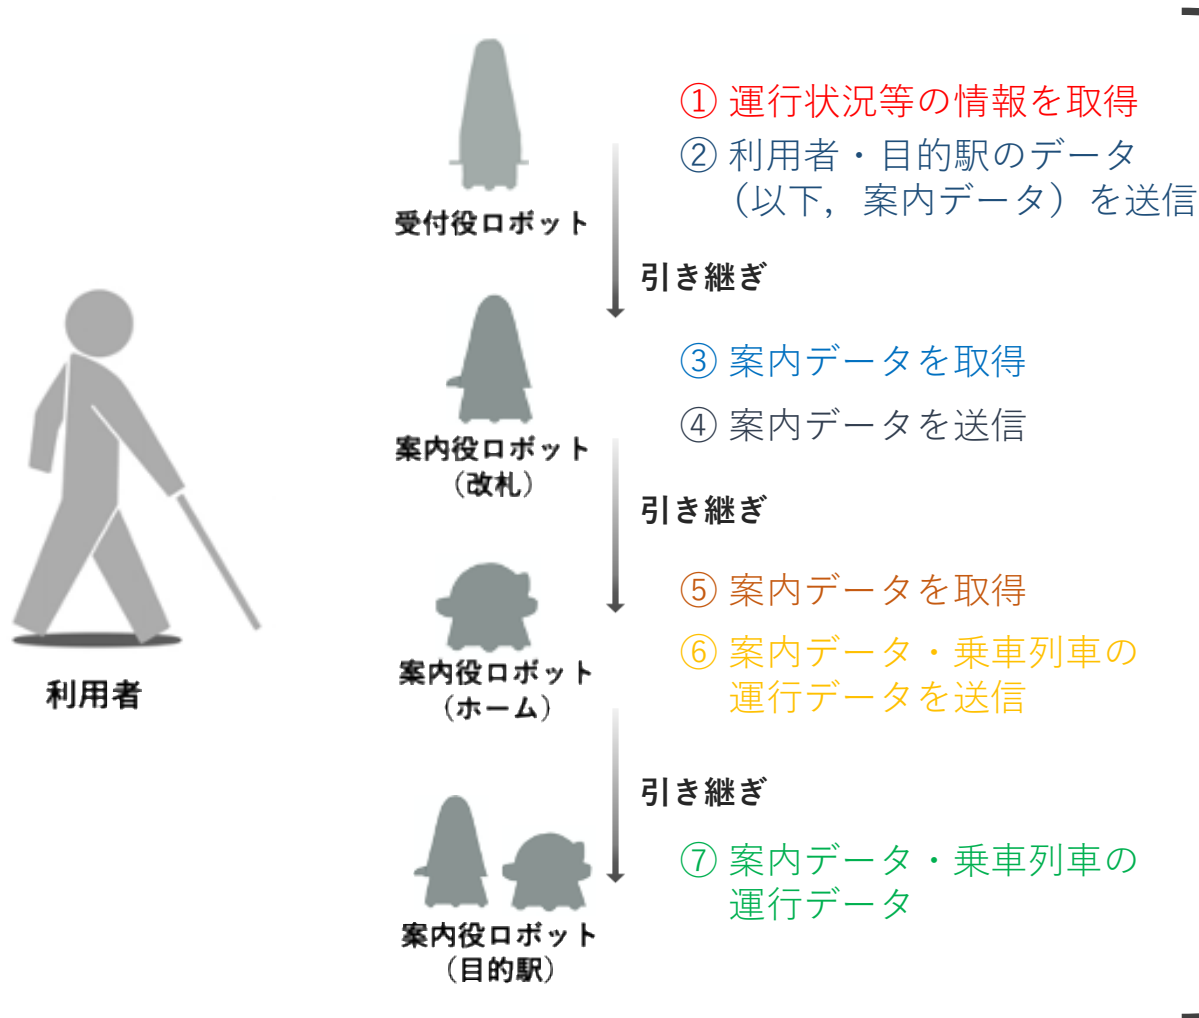 ① 運行状況等の情報を取得
② 利用者・目的駅のデータ
（以下，案内データ）を送信
受付役ロボット
引き継ぎ
③ 案内データを取得
④ 案内データを送信
案内役ロボット
（改札）
引き継ぎ
⑤ 案内データを取得
⑥ 案内データ・乗車列車の
運行データを送信
案内役ロボット
（ホーム）
利用者
引き継ぎ
⑦ 案内データ・乗車列車の
運行データ
案内役ロボット
（目的駅）